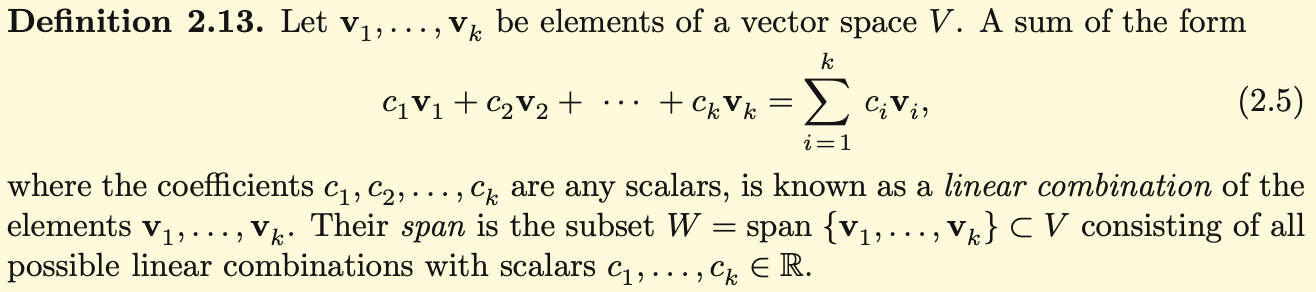 Definition 2.13. Let v₁, . . . , vₖ be elements of a vector space V. A sum of the form
c₁v₁ + c₂v₂ + ··· + cₖvₖ = ∑ᵢ₌₁ᵏ cᵢvᵢ, (2.5)
where the coefficients c₁, c₂, . . . , cₖ are any scalars, is known as a linear combination of the
elements v₁, . . . , vₖ. Their span is the subset W = span {v₁, . . . , vₖ} ⊂ V consisting of all
possible linear combinations with scalars c₁, . . . , cₖ ∈ ℝ.